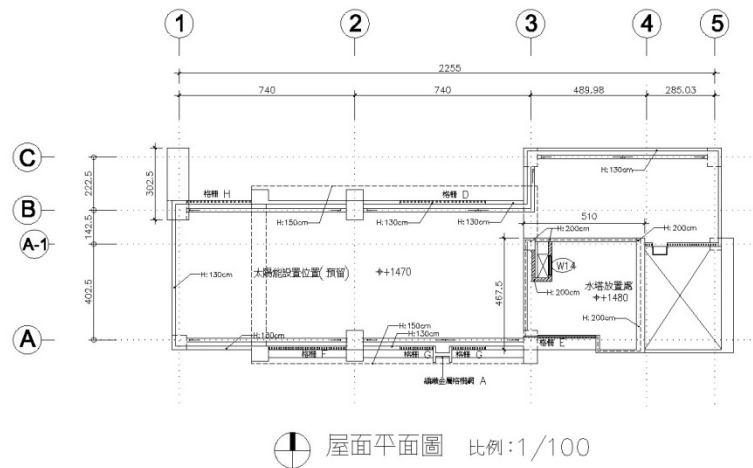 1 2 3 4 5
2255
740 740 489.98 285.03
C
B
A-1
A
222.5
302.5
142.5
402.5
格柵 H
格柵 D
H:130cm
H:150cm
H:130cm
H:130cm
510
H:200cm
H:200cm
W14
H:130cm
太陽能設置位置(預留)
+1470
467.5
水塔放置處
+1480
H:200cm
H:200cm
H:150cm
H:130cm
H:130cm
格柵 F
格柵 G
格柵 G
格柵 E
金屬格柵網 A
屋面平面圖 比例:1/100